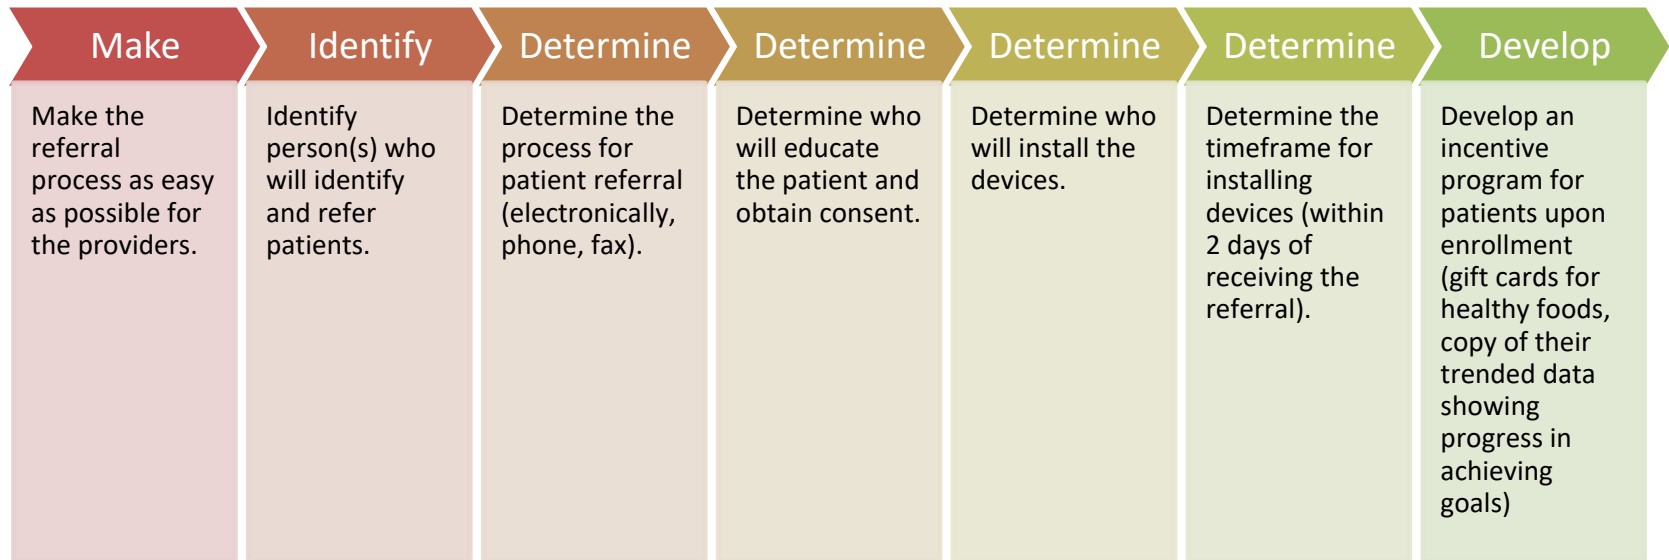 Make
Make the
referral
process as easy
as possible for
the providers.
Identify
Identify
person(s) who
will identify
and refer
patients.
Determine
Determine the
process for
patient referral
(electronically,
phone, fax).
Determine
Determine who
will educate
the patient and
obtain consent.
Determine
Determine who
will install the
devices.
Determine
Determine the
timeframe for
installing
devices (within
2 days of
receiving the
referral).
Develop
Develop an
incentive
program for
patients upon
enrollment
(gift cards for
healthy foods,
copy of their
trended data
showing
progress in
achieving
goals)